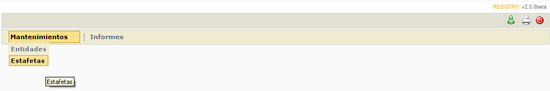 REGISTRO v2.0.8beta
Mantenimientos | Informes
Entidades
Estafetas
Estafetas